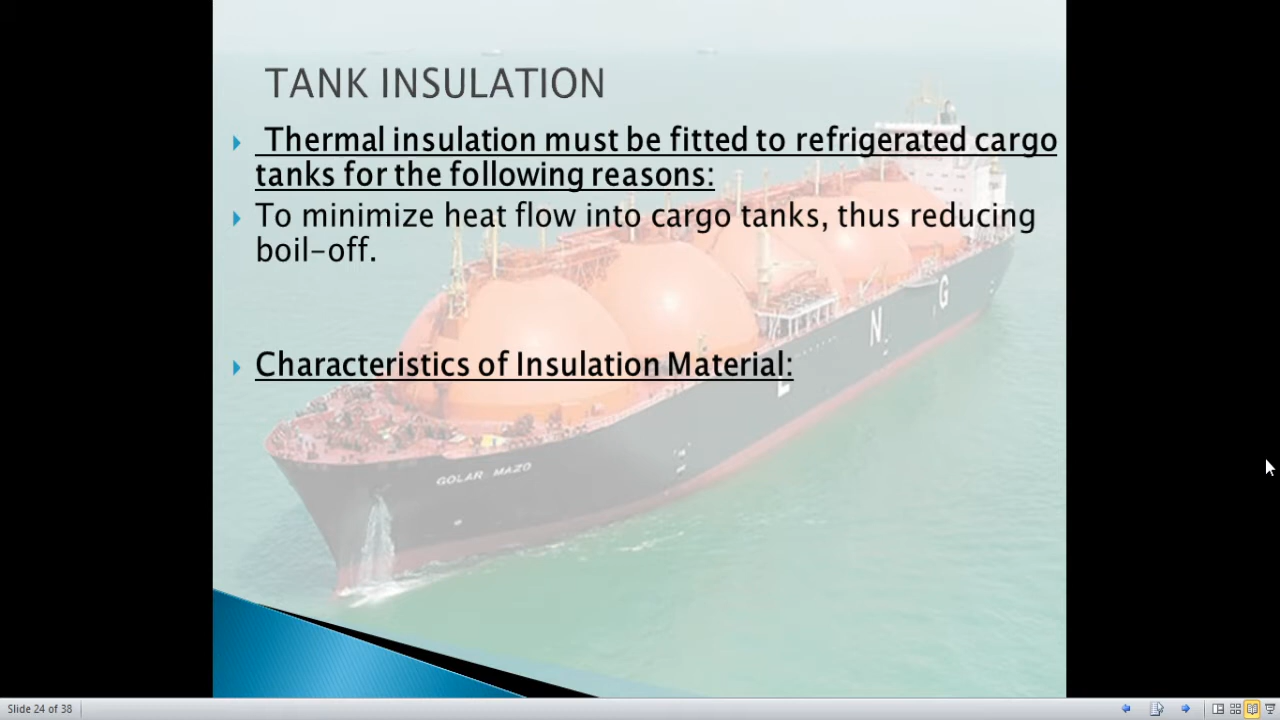 TANK INSULATION
Thermal insulation must be fitted to refrigerated cargo
tanks for the following reasons:
To minimize heat flow into cargo tanks, thus reducing
boil-off.
Characteristics of Insulation Material:
L N G
GOLAR MAZO
Slide 24 of 38